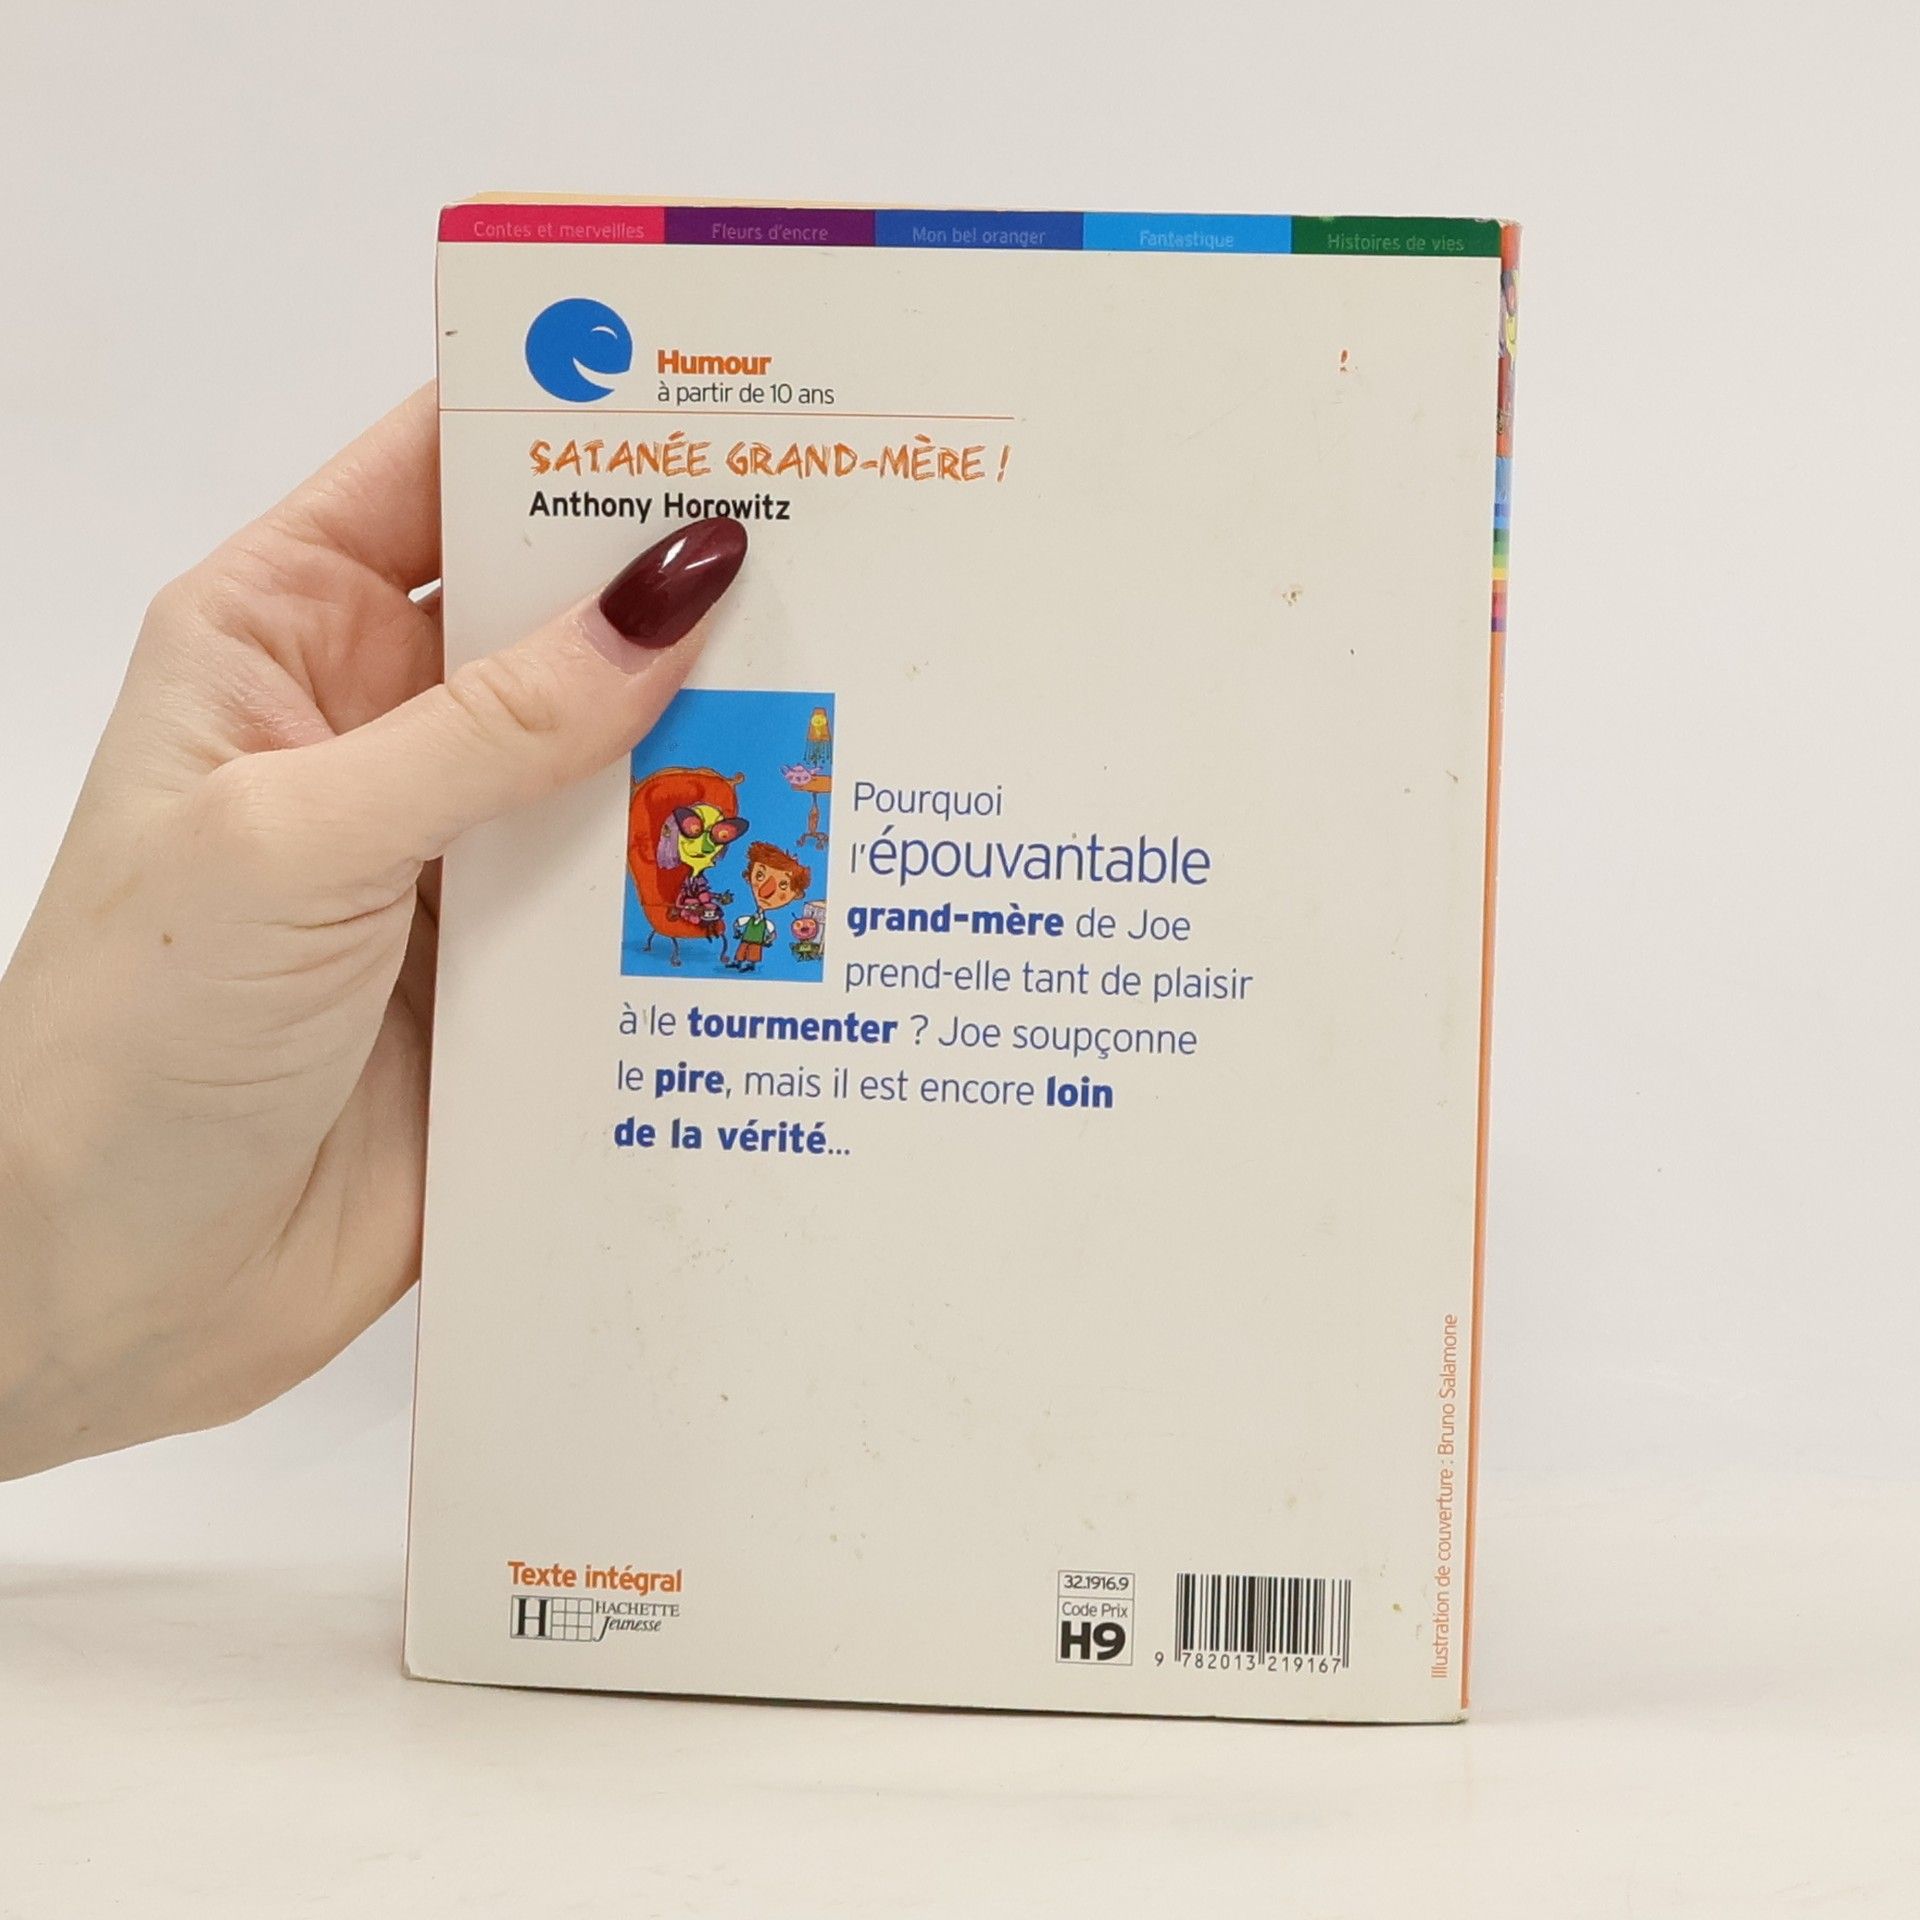 Contes et merveilles Fleurs d'encre Mon bel oranger Fantastique Histoires de vies
Humour
à partir de 10 ans
SATANÉE GRAND-MÈRE !
Anthony Horowitz
Pourquoi
l'épouvantable
grand-mère de Joe
prend-elle tant de plaisir
à le tourmenter ? Joe soupçonne
le pire, mais il est encore loin
de la vérité...
Illustration de couverture : Bruno Salamone
Texte intégral
H HACHETTE
Jeunesse
32.1916.9
Code Prix
H9
9 782013 219167